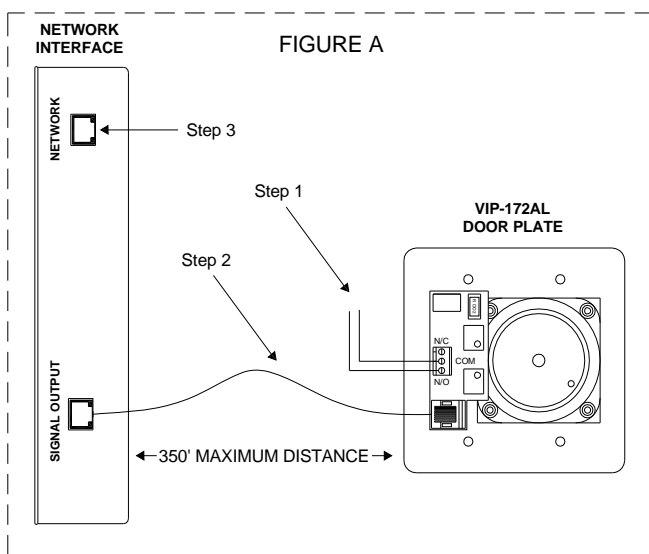 NETWORK
INTERFACE
FIGURE A
NETWORK
Step 3
Step 1
VIP-172AL
DOOR PLATE
Step 2
N/C
COM
N/O
SIGNAL OUTPUT
350' MAXIMUM DISTANCE